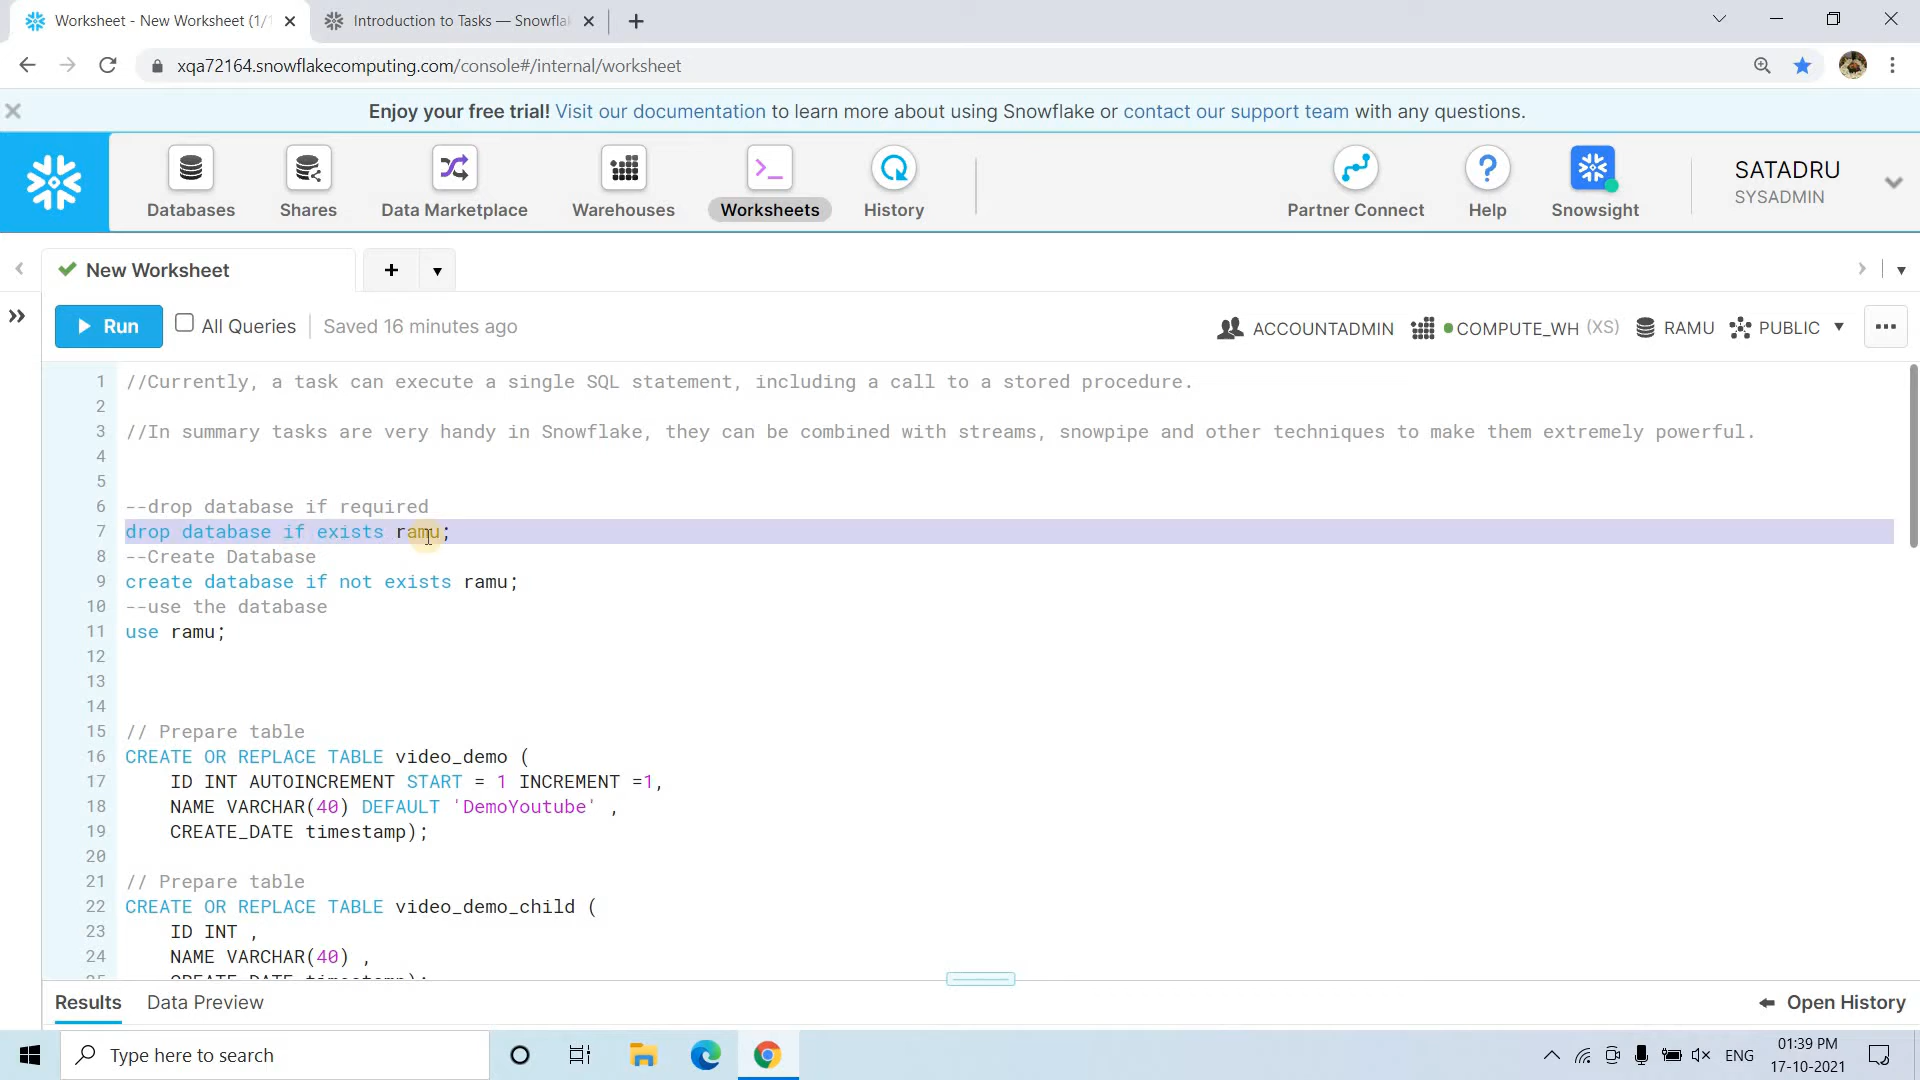 Worksheet - New Worksheet (1/1
Introduction to Tasks — Snowfla
xqa72164.snowflakecomputing.com/console#/internal/worksheet
Enjoy your free trial! Visit our documentation to learn more about using Snowflake or contact our support team with any questions.
Databases
Shares
Data Marketplace
Warehouses
Worksheets
History
Partner Connect
Help
Snowsight
SATADRU
SYSADMIN
New Worksheet
Run
All Queries
Saved 16 minutes ago
ACCOUNTADMIN
COMPUTE_WH (XS)
RAMU
PUBLIC
1 //Currently, a task can execute a single SQL statement, including a call to a stored procedure.
2
3 //In summary tasks are very handy in Snowflake, they can be combined with streams, snowpipe and other techniques to make them extremely powerful.
4
5
6 --drop database if required
7 drop database if exists ramu;
8 --Create Database
9 create database if not exists ramu;
10 --use the database
11 use ramu;
12
13
14
15 // Prepare table
16 CREATE OR REPLACE TABLE video_demo (
17 ID INT AUTOINCREMENT START = 1 INCREMENT =1,
18 NAME VARCHAR(40) DEFAULT 'DemoYoutube' ,
19 CREATE_DATE timestamp);
20
21 // Prepare table
22 CREATE OR REPLACE TABLE video_demo_child (
23 ID INT ,
24 NAME VARCHAR(40) ,
25 CREATE_DATE timestamp);
Results
Data Preview
Open History
Type here to search
ENG
01:39 PM
17-10-2021